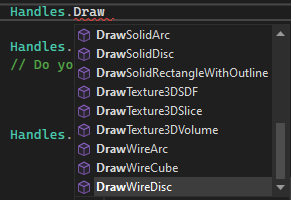 Handles.Draw
Handles.
// Do yo
Handles.
DrawSolidArc
DrawSolidDisc
DrawSolidRectangleWithOutline
DrawTexture3DSDF
DrawTexture3DSlice
DrawTexture3DVolume
DrawWireArc
DrawWireCube
DrawWireDisc